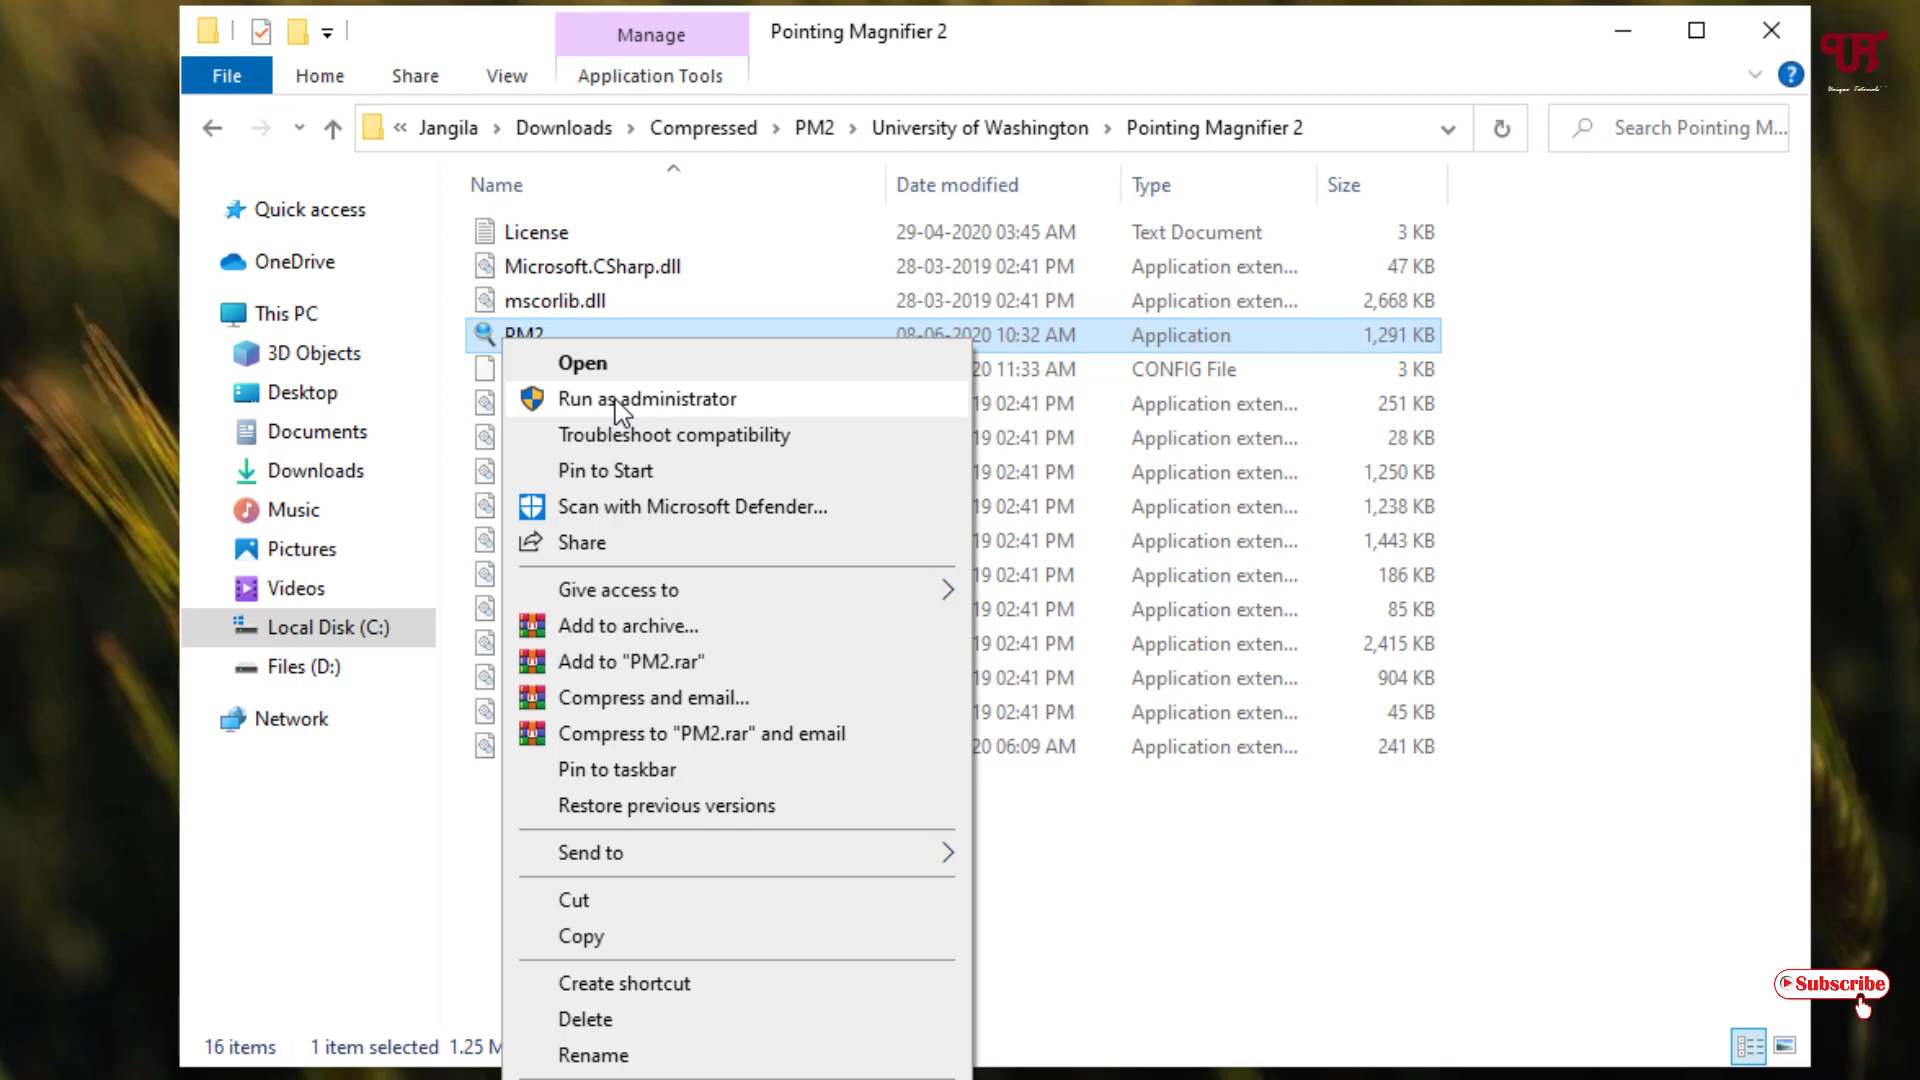 Manage
Pointing Magnifier 2
File
Home
Share
View
Application Tools
?
« Jangila > Downloads > Compressed > PM2 > University of Washington > Pointing Magnifier 2
Search Pointing M...
Name
Date modified
Type
Size
Quick access
OneDrive
This PC
3D Objects
Desktop
Documents
Downloads
Music
Pictures
Videos
Local Disk (C:)
Files (D:)
Network
License 29-04-2020 03:45 AM Text Document 3 KB
Microsoft.CSharp.dll 28-03-2019 02:41 PM Application exten... 47 KB
mscorlib.dll 28-03-2019 02:41 PM Application exten... 2,668 KB
PM2 08-06-2020 10:32 AM Application 1,291 KB
20 11:33 AM CONFIG File 3 KB
19 02:41 PM Application exten... 251 KB
19 02:41 PM Application exten... 28 KB
19 02:41 PM Application exten... 1,250 KB
19 02:41 PM Application exten... 1,238 KB
19 02:41 PM Application exten... 1,443 KB
19 02:41 PM Application exten... 186 KB
19 02:41 PM Application exten... 85 KB
19 02:41 PM Application exten... 2,415 KB
19 02:41 PM Application exten... 904 KB
19 02:41 PM Application exten... 45 KB
20 06:09 AM Application exten... 241 KB
Open
Run as administrator
Troubleshoot compatibility
Pin to Start
Scan with Microsoft Defender...
Share
Give access to
Add to archive...
Add to "PM2.rar"
Compress and email...
Compress to "PM2.rar" and email
Pin to taskbar
Restore previous versions
Send to
Cut
Copy
Create shortcut
Delete
Rename
16 items
1 item selected 1.25 M
UT
Unique Tutorials
Subscribe